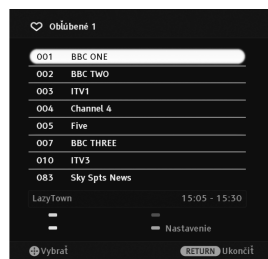 Obľúbené 1
001 BBC ONE
002 BBC TWO
003 ITV1
004 Channel 4
005 Five
007 BBC THREE
010 ITV3
083 Sky Spts News
LazyTown 15:05 - 15:30
Nastavenie
Vybrať RETURN Ukončiť